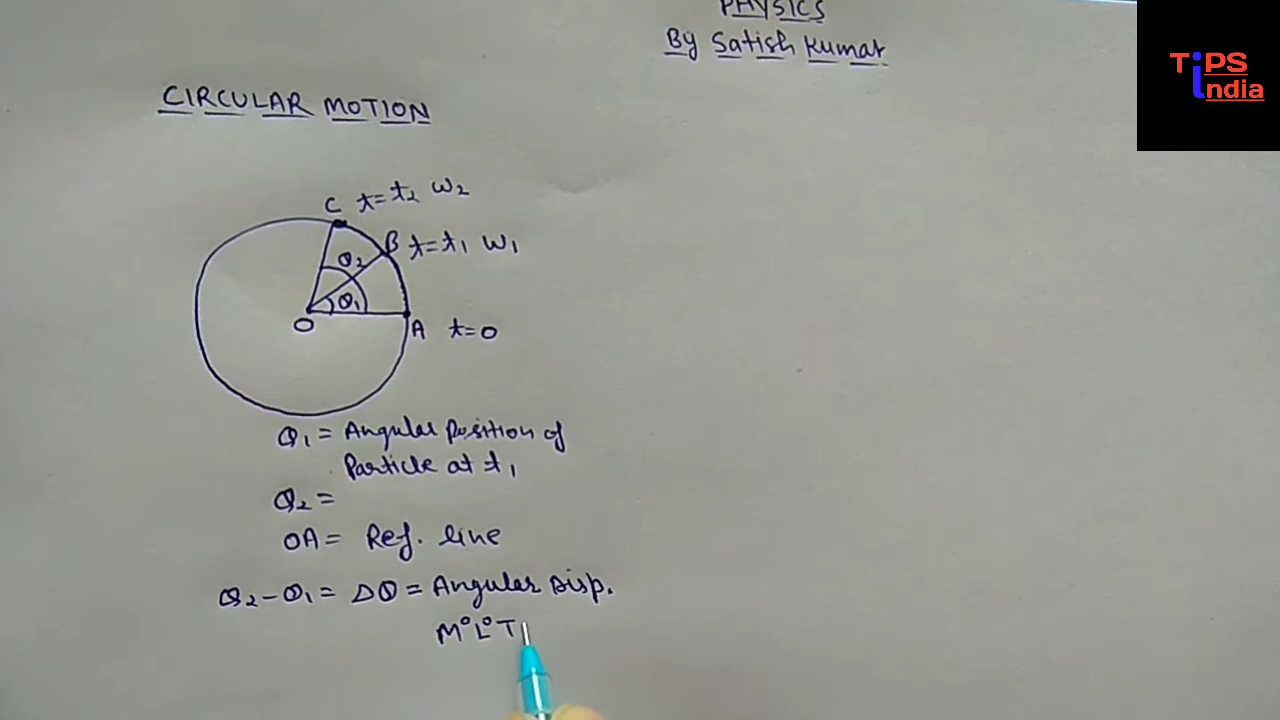 PHYSICS
By Satish Kumar
TiPS
india
CIRCULAR MOTION
C t=t₂ ω₂
B t=t₁ ω₁
θ₂
θ₁
O
A t=0
θ₁ = Angular Position of
Particle at t₁
θ₂ =
OA = Ref. line
θ₂-θ₁ = Δθ = Angular Disp.
M⁰L⁰T